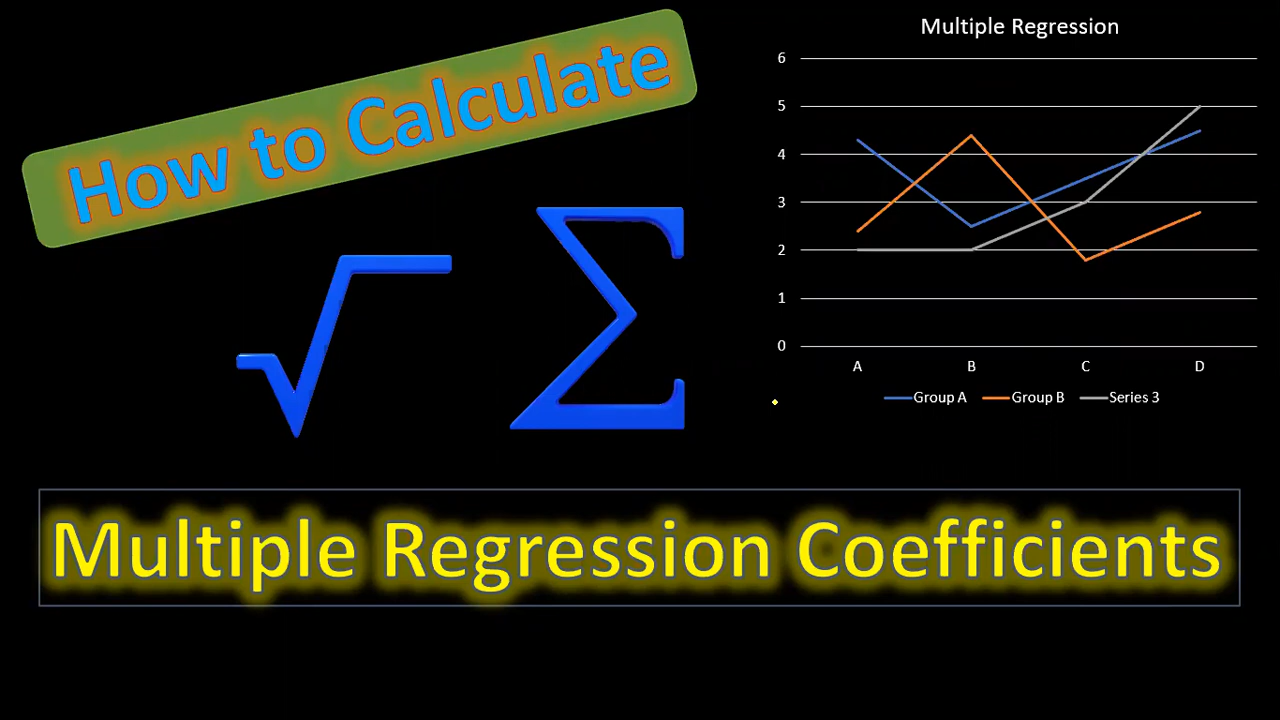 How to Calculate
Multiple Regression
6
5
4
3
2
1
0
A B C D
Group A Group B Series 3
√ Σ
Multiple Regression Coefficients